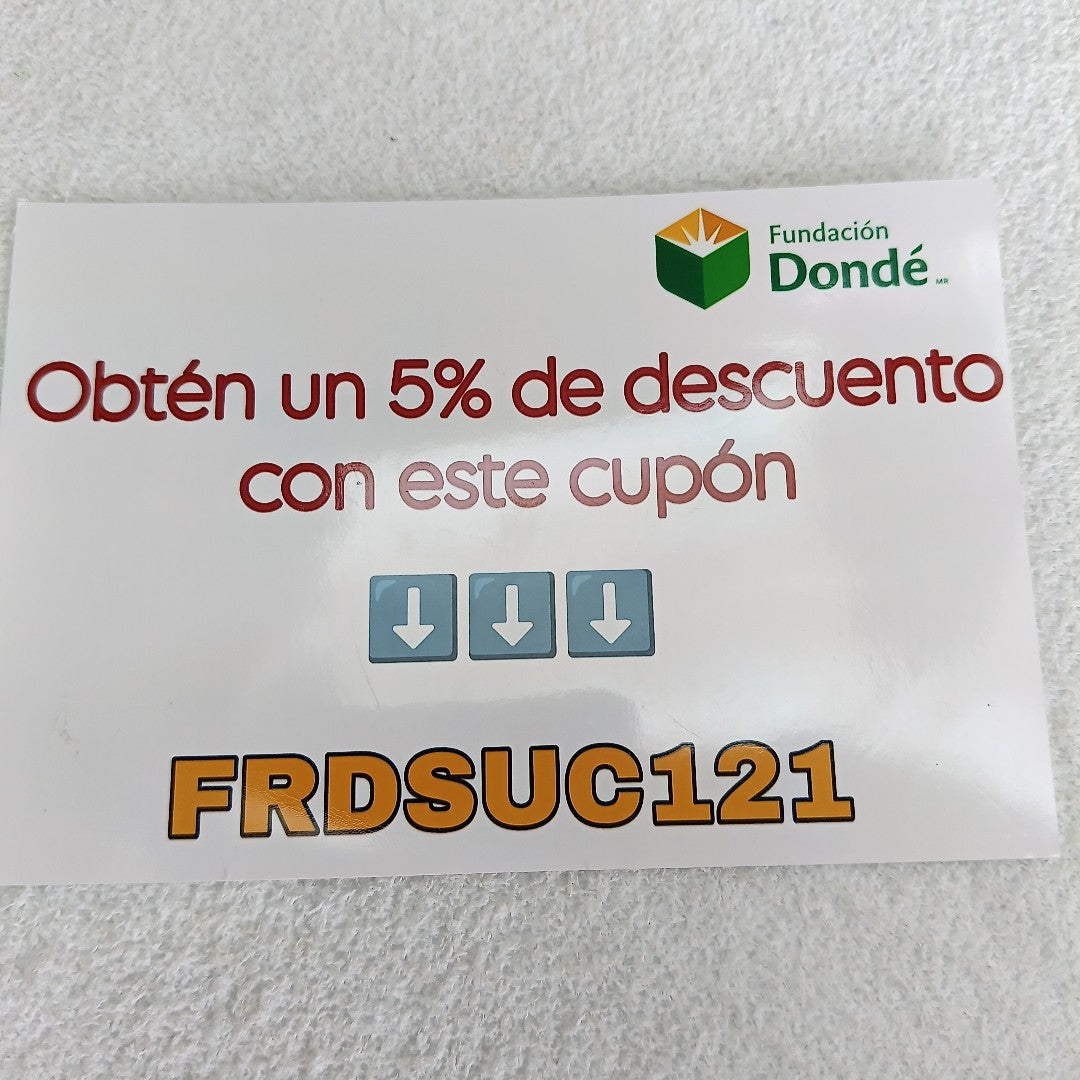 Fundación
Dondé MR
Obtén un 5% de descuento
con este cupón
FRDSUC121